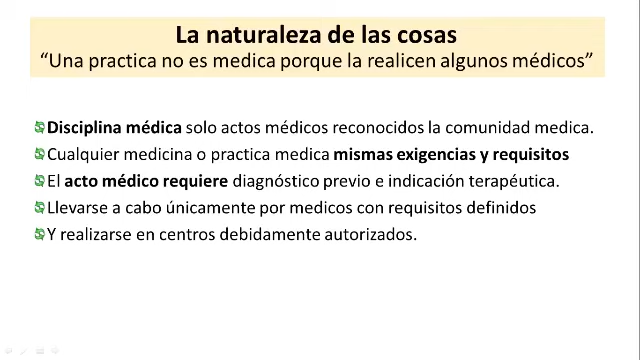 La naturaleza de las cosas
“Una practica no es medica porque la realicen algunos médicos”
Disciplina médica solo actos médicos reconocidos la comunidad medica.
Cualquier medicina o practica medica mismas exigencias y requisitos
El acto médico requiere diagnóstico previo e indicación terapéutica.
Llevarse a cabo únicamente por medicos con requisitos definidos
Y realizarse en centros debidamente autorizados.